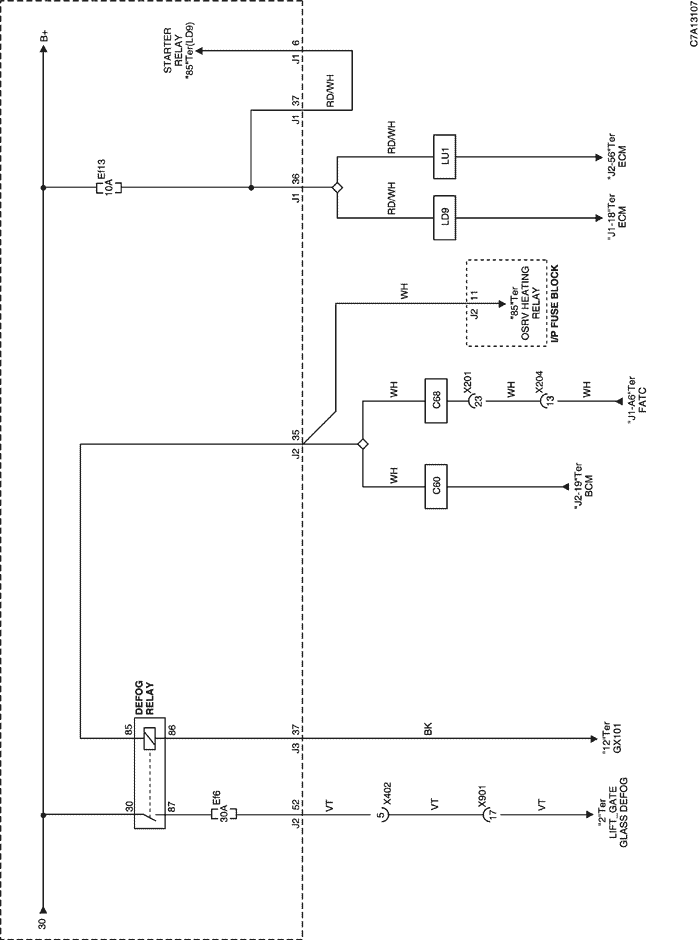 C7A13107
B+
STARTER
RELAY
"85"Ter(LD9)
J1 6
RD/WH
J1 37
Ef13
10A
J1 36
RD/WH
LU1
"J2-56"Ter
ECM
RD/WH
LD9
"J1-18"Ter
ECM
WH
J2 11
"85"Ter
OSRV HEATING
RELAY
I/P FUSE BLOCK
J2 35
WH
C68
X201
23
WH
X204
13
WH
"J1-A6"Ter
FATC
WH
C60
"J2-19"Ter
BCM
DEFOG
RELAY
85
86
J3 37
BK
"12"Ter
GX101
30
87
Ef6
30A
J2 52
VT
5
X402
VT
X901
17
VT
"2"Ter
LIFT_GATE
GLASS DEFOG
30